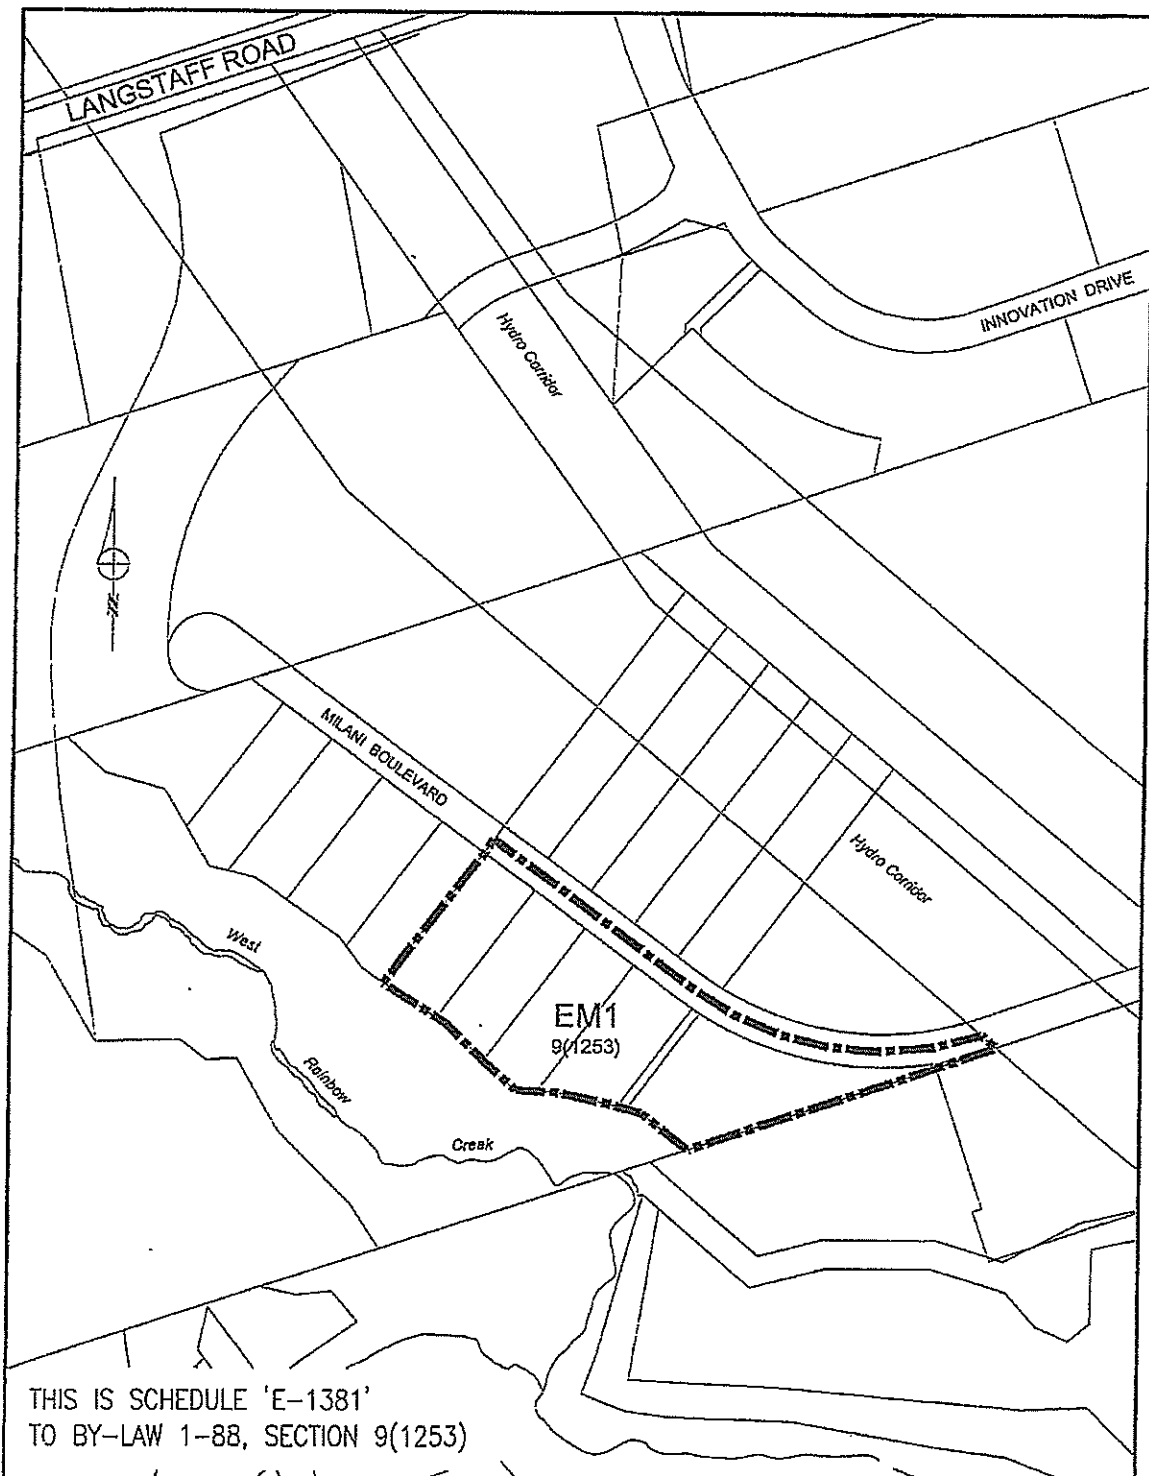 LANGSTAFF ROAD
INNOVATION DRIVE
Hydro Corridor
N
MILANI BOULEVARD
Hydro Corridor
West
EM1
9(1253)
Rainbow
Creek
THIS IS SCHEDULE 'E-1381'
TO BY-LAW 1-88, SECTION 9(1253)